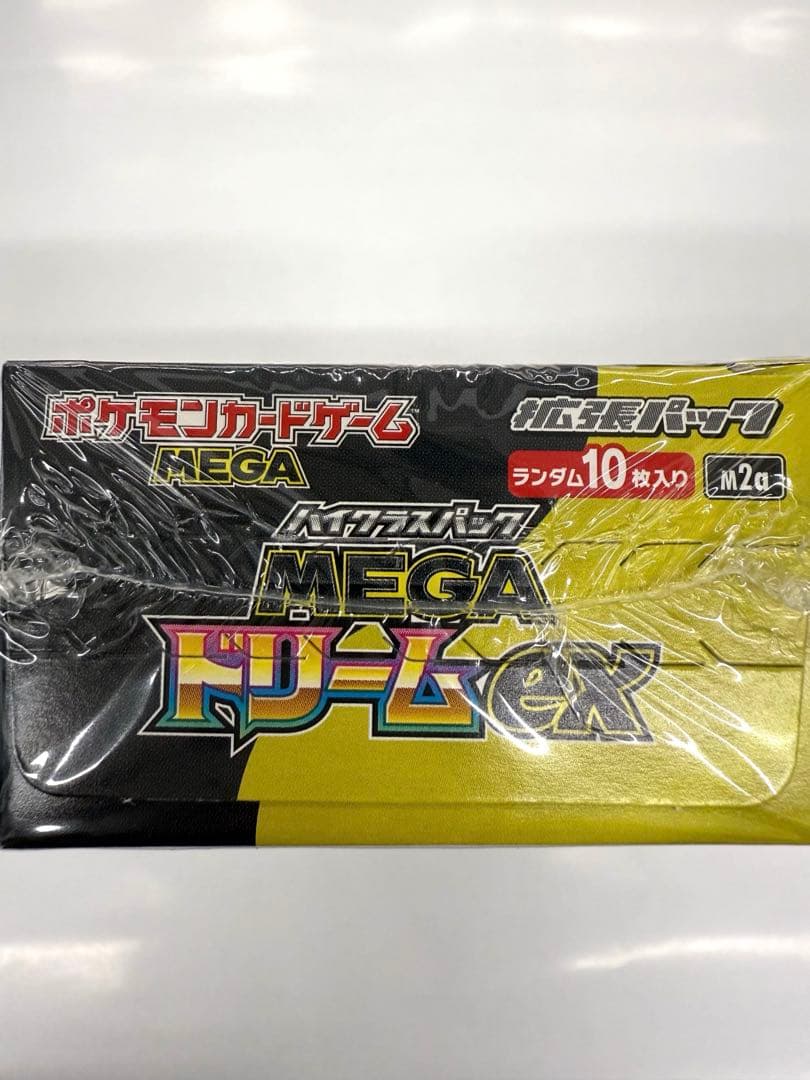 ポケモンカードゲーム™
MEGA
拡張パック
ランダム10枚入り
M2a
ハイクラスパック
MEGA
ドリームex